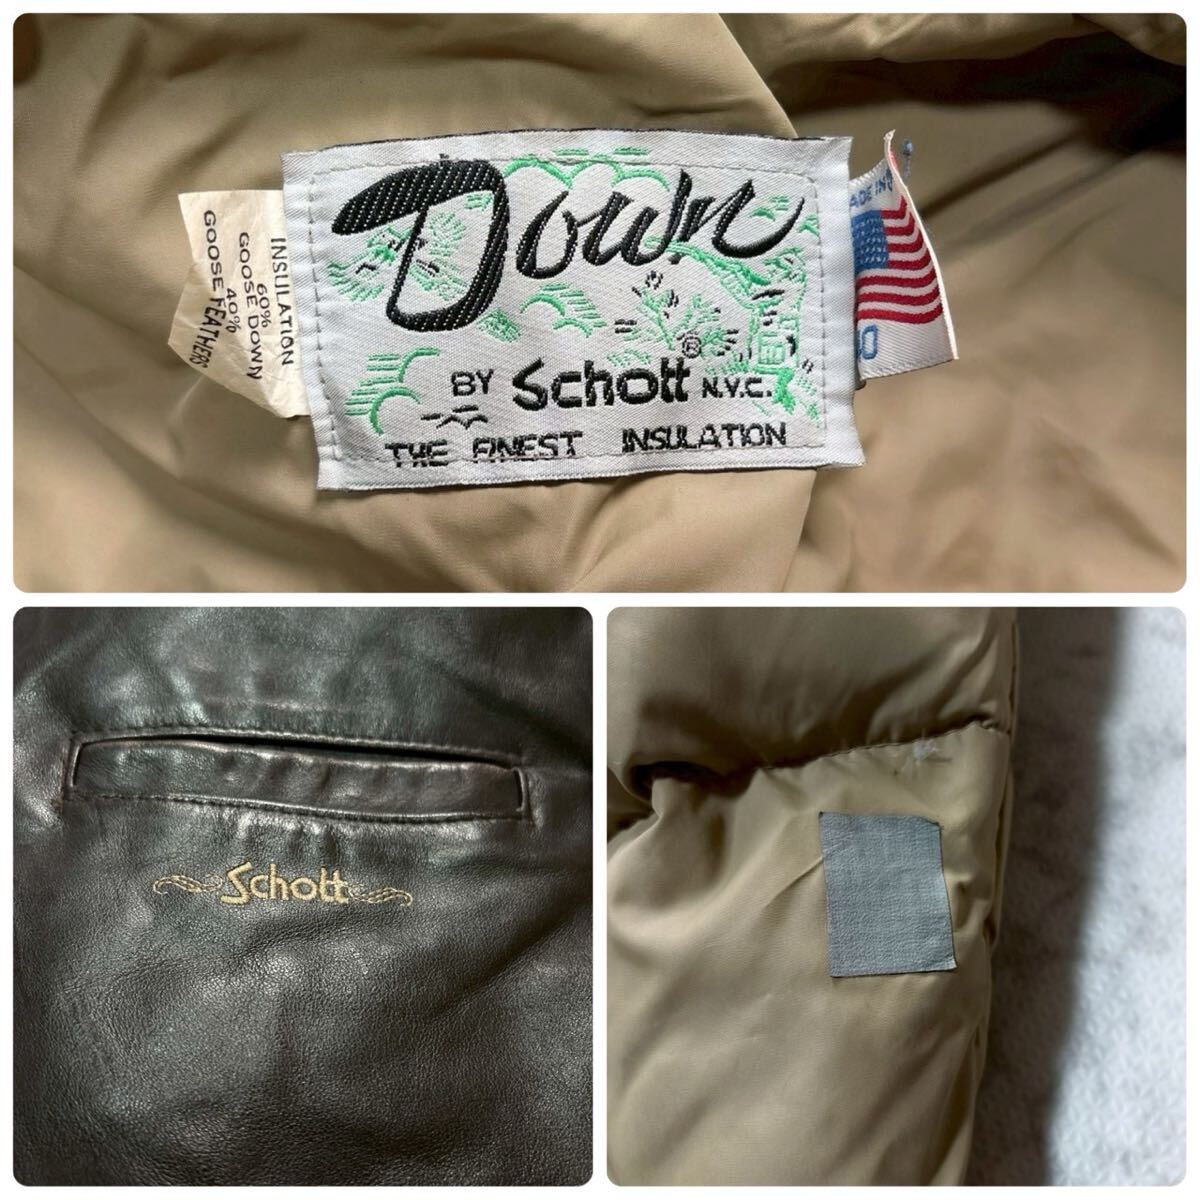 INSULATION
60%
GOOSE DOWN
40%
GOOSE FEATHERS
Down
BY Schott® N.Y.C.
THE FINEST INSULATION
Schott